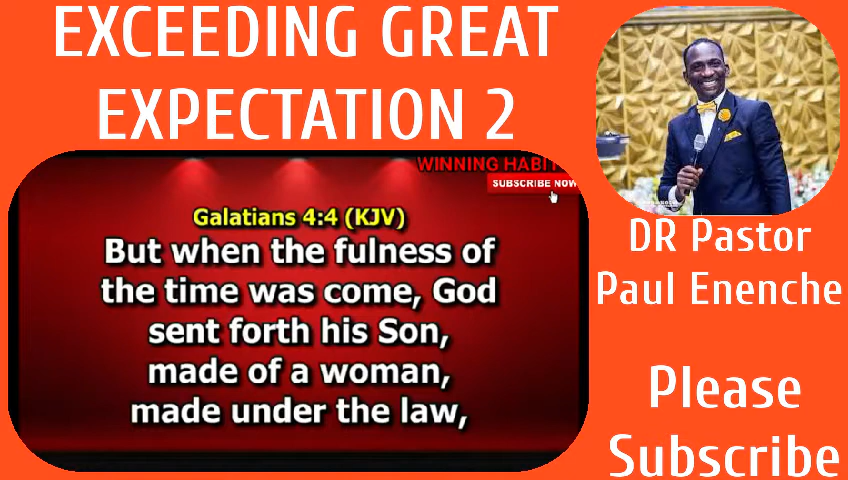 EXCEEDING GREAT
EXPECTATION 2
WINNING HABIT
SUBSCRIBE NOW
Galatians 4:4 (KJV)
But when the fulness of
the time was come, God
sent forth his Son,
made of a woman,
made under the law,
DR Pastor
Paul Enenche
Please
Subscribe